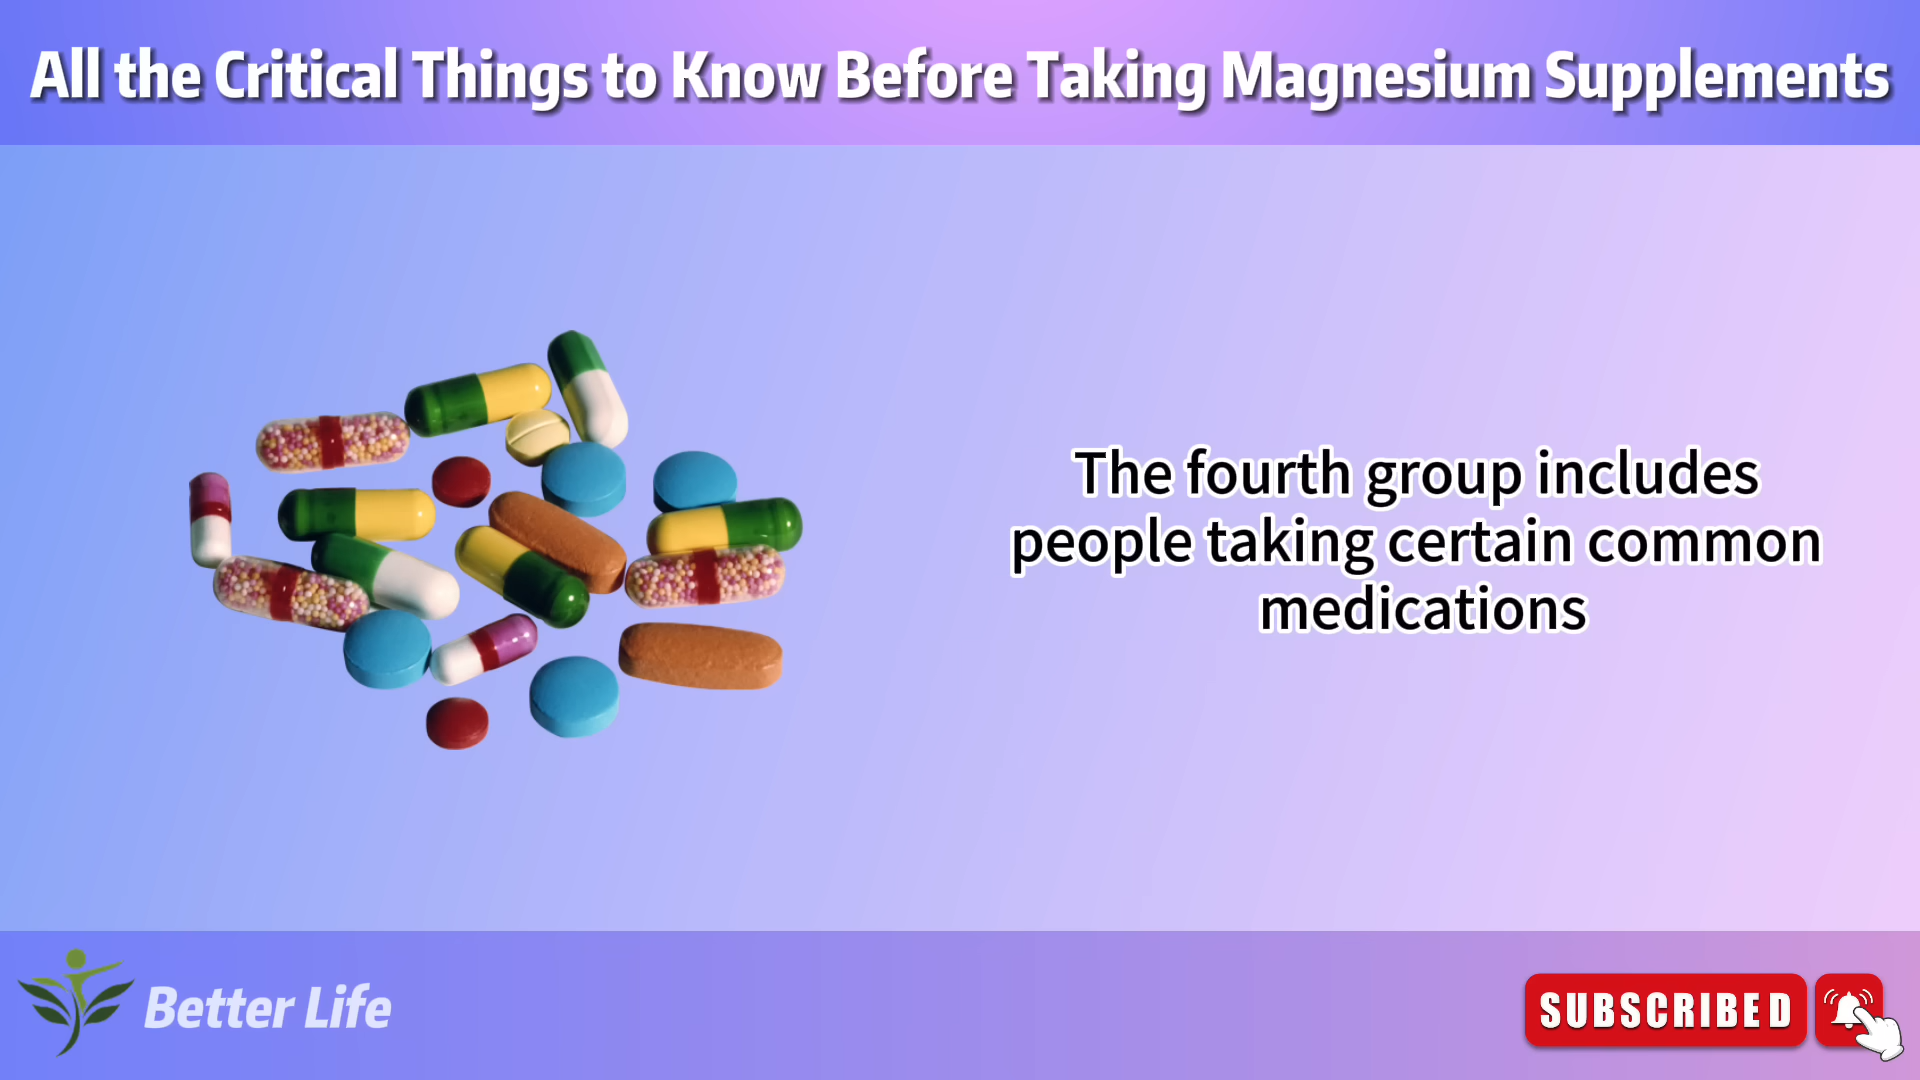 All the Critical Things to Know Before Taking Magnesium Supplements
The fourth group includes
people taking certain common
medications
Better Life
SUBSCRIBED